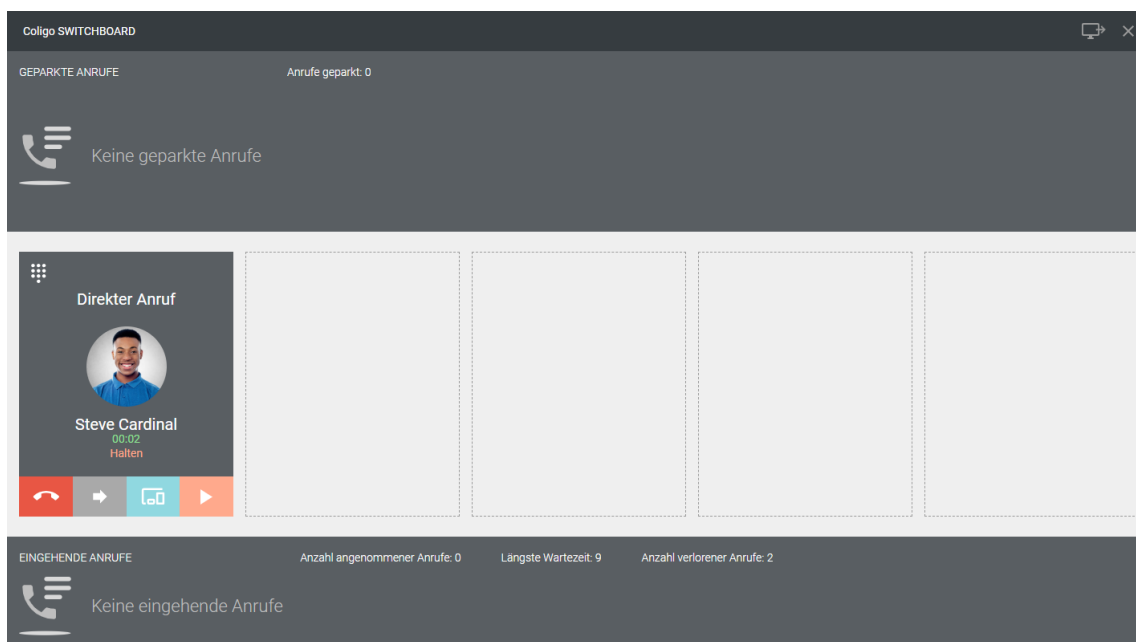 Coligo SWITCHBOARD
GEPARKTE ANRUFE Anrufe geparkt: 0
Keine geparkte Anrufe
Direkter Anruf
Steve Cardinal
00:02
Halten
EINGEHENDE ANRUFE Anzahl angenommener Anrufe: 0 Längste Wartezeit: 9 Anzahl verlorener Anrufe: 2
Keine eingehende Anrufe